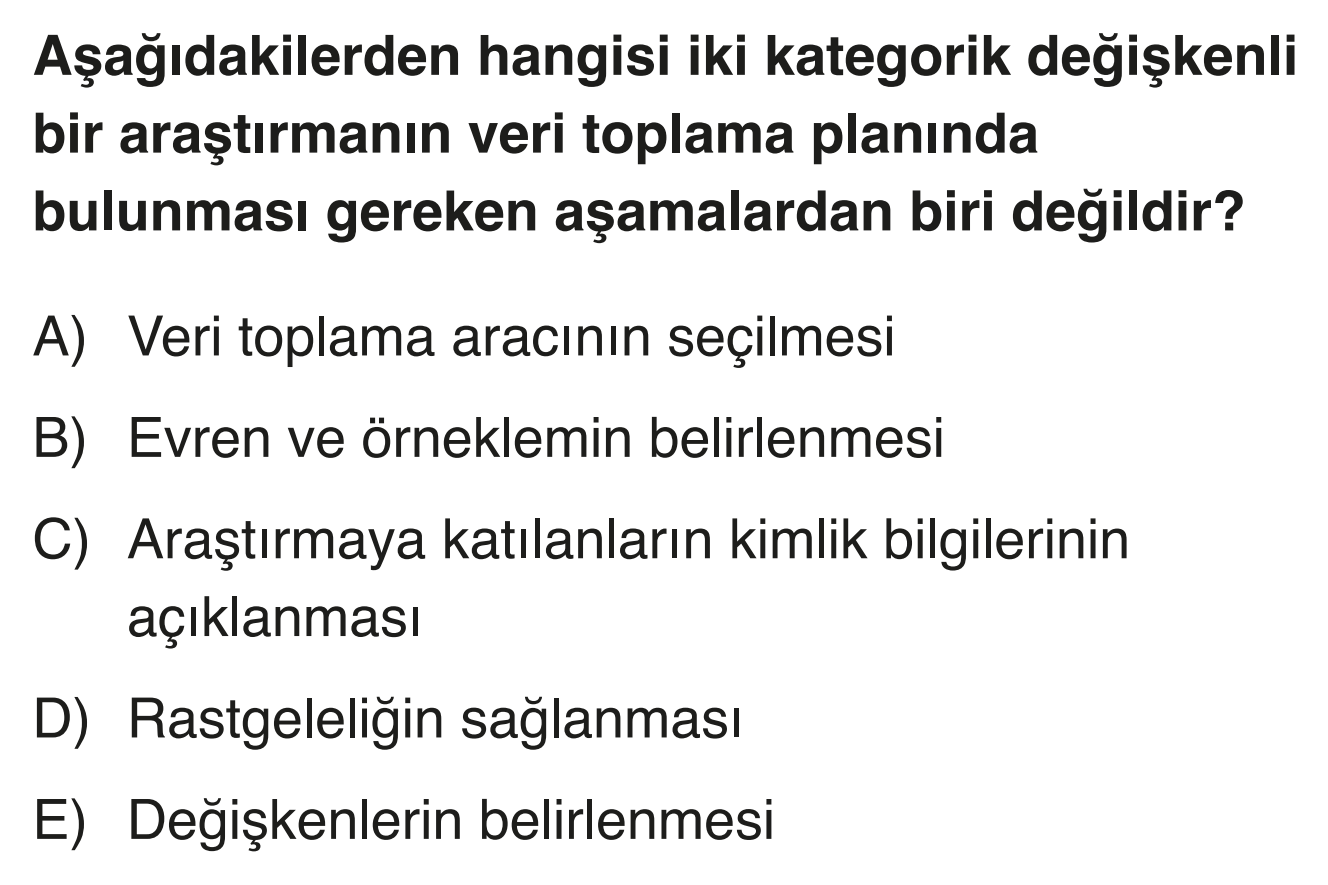 Aşağıdakilerden hangisi iki kategorik değişkenli
bir araştırmanın veri toplama planında
bulunması gereken aşamalardan biri değildir?
A) Veri toplama aracının seçilmesi
B) Evren ve örneklemin belirlenmesi
C) Araştırmaya katılanların kimlik bilgilerinin
açıklanması
D) Rastgeleliğin sağlanması
E) Değişkenlerin belirlenmesi